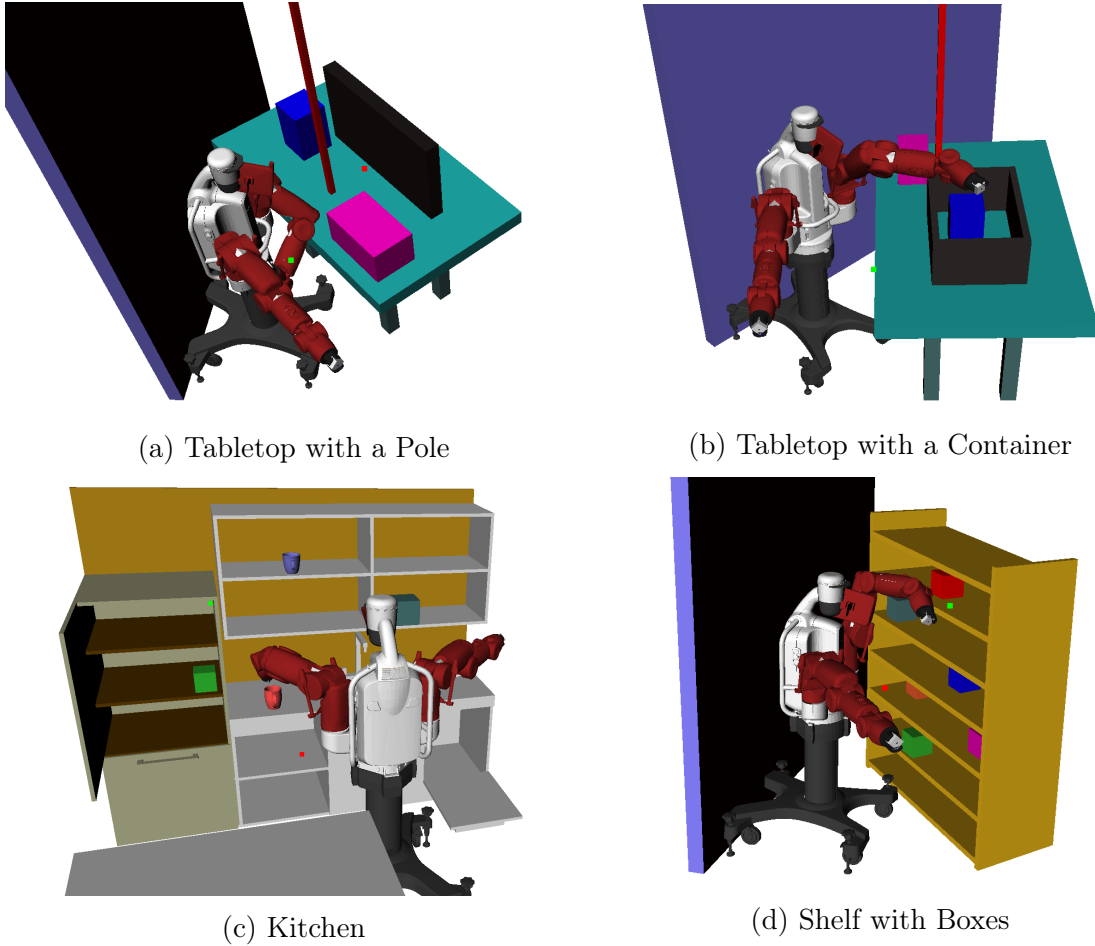 (a) Tabletop with a Pole
(b) Tabletop with a Container
(c) Kitchen
(d) Shelf with Boxes